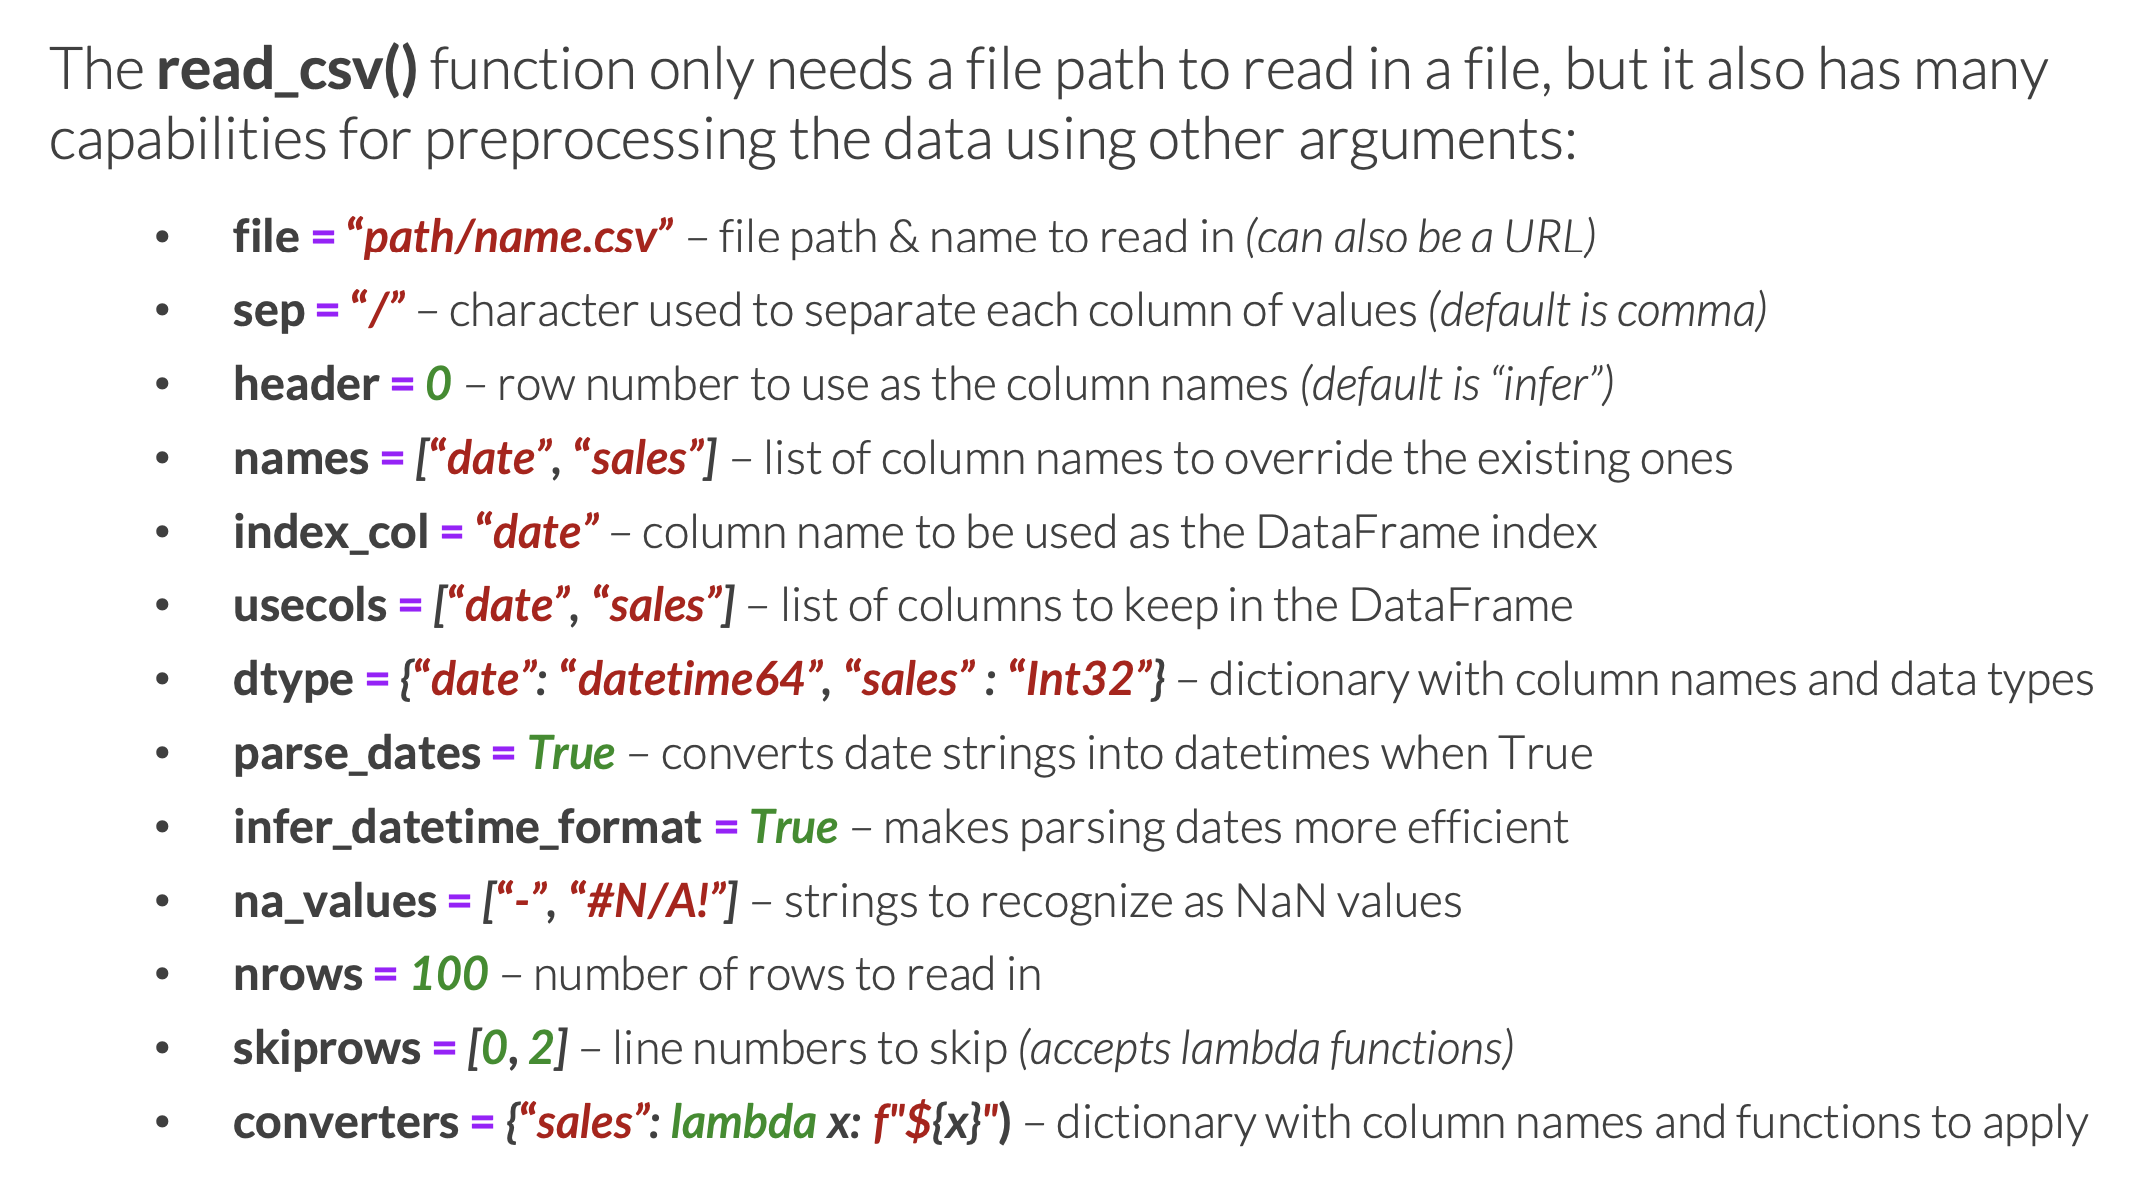 The read_csv() function only needs a file path to read in a file, but it also has many
capabilities for preprocessing the data using other arguments:
• file = “path/name.csv” – file path & name to read in (can also be a URL)
• sep = “/” – character used to separate each column of values (default is comma)
• header = 0 – row number to use as the column names (default is “infer”)
• names = [“date”, “sales”] – list of column names to override the existing ones
• index_col = “date” – column name to be used as the DataFrame index
• usecols = [“date”, “sales”] – list of columns to keep in the DataFrame
• dtype = {“date”: “datetime64”, “sales” : “Int32”} – dictionary with column names and data types
• parse_dates = True – converts date strings into datetimes when True
• infer_datetime_format = True – makes parsing dates more efficient
• na_values = [“-”, “#N/A!”] – strings to recognize as NaN values
• nrows = 100 – number of rows to read in
• skiprows = [0, 2] – line numbers to skip (accepts lambda functions)
• converters = {“sales”: lambda x: f"${x}") – dictionary with column names and functions to apply